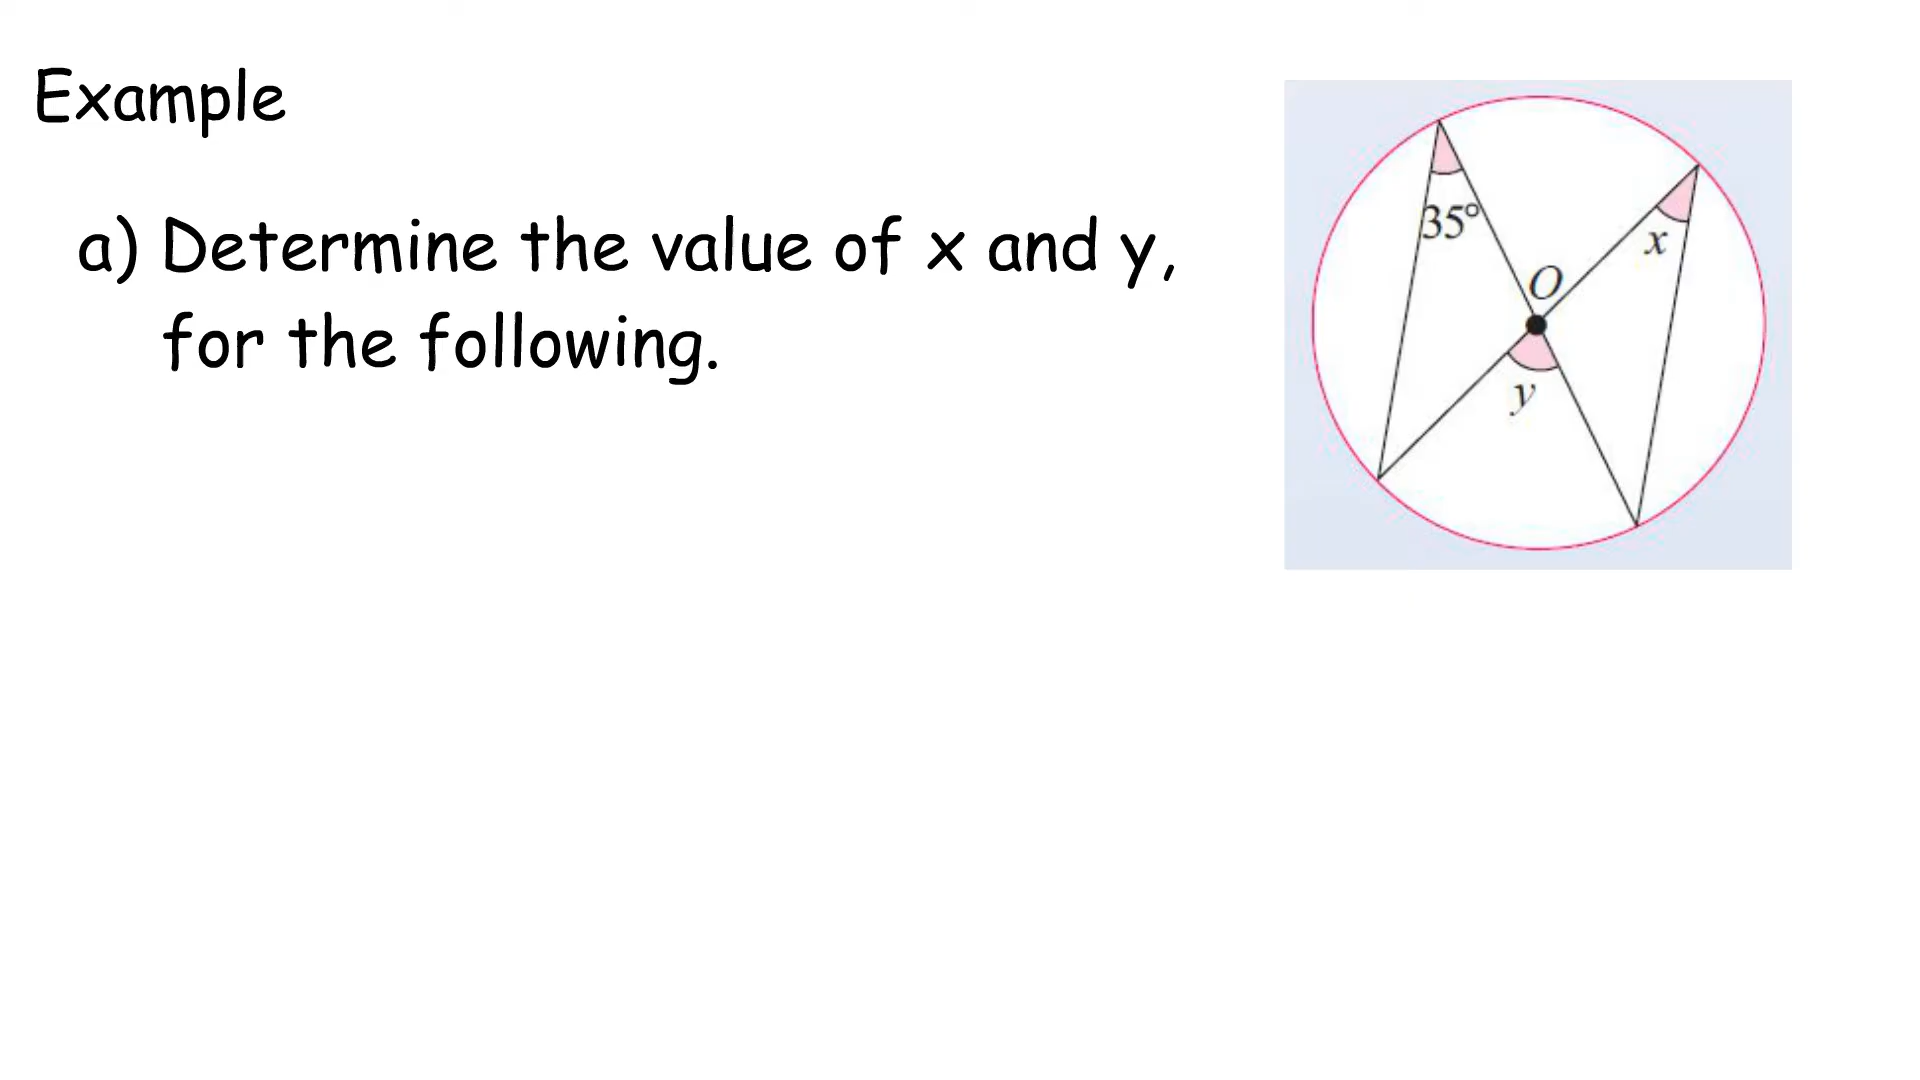 Example
a) Determine the value of x and y,
for the following.
35°
x
O
y